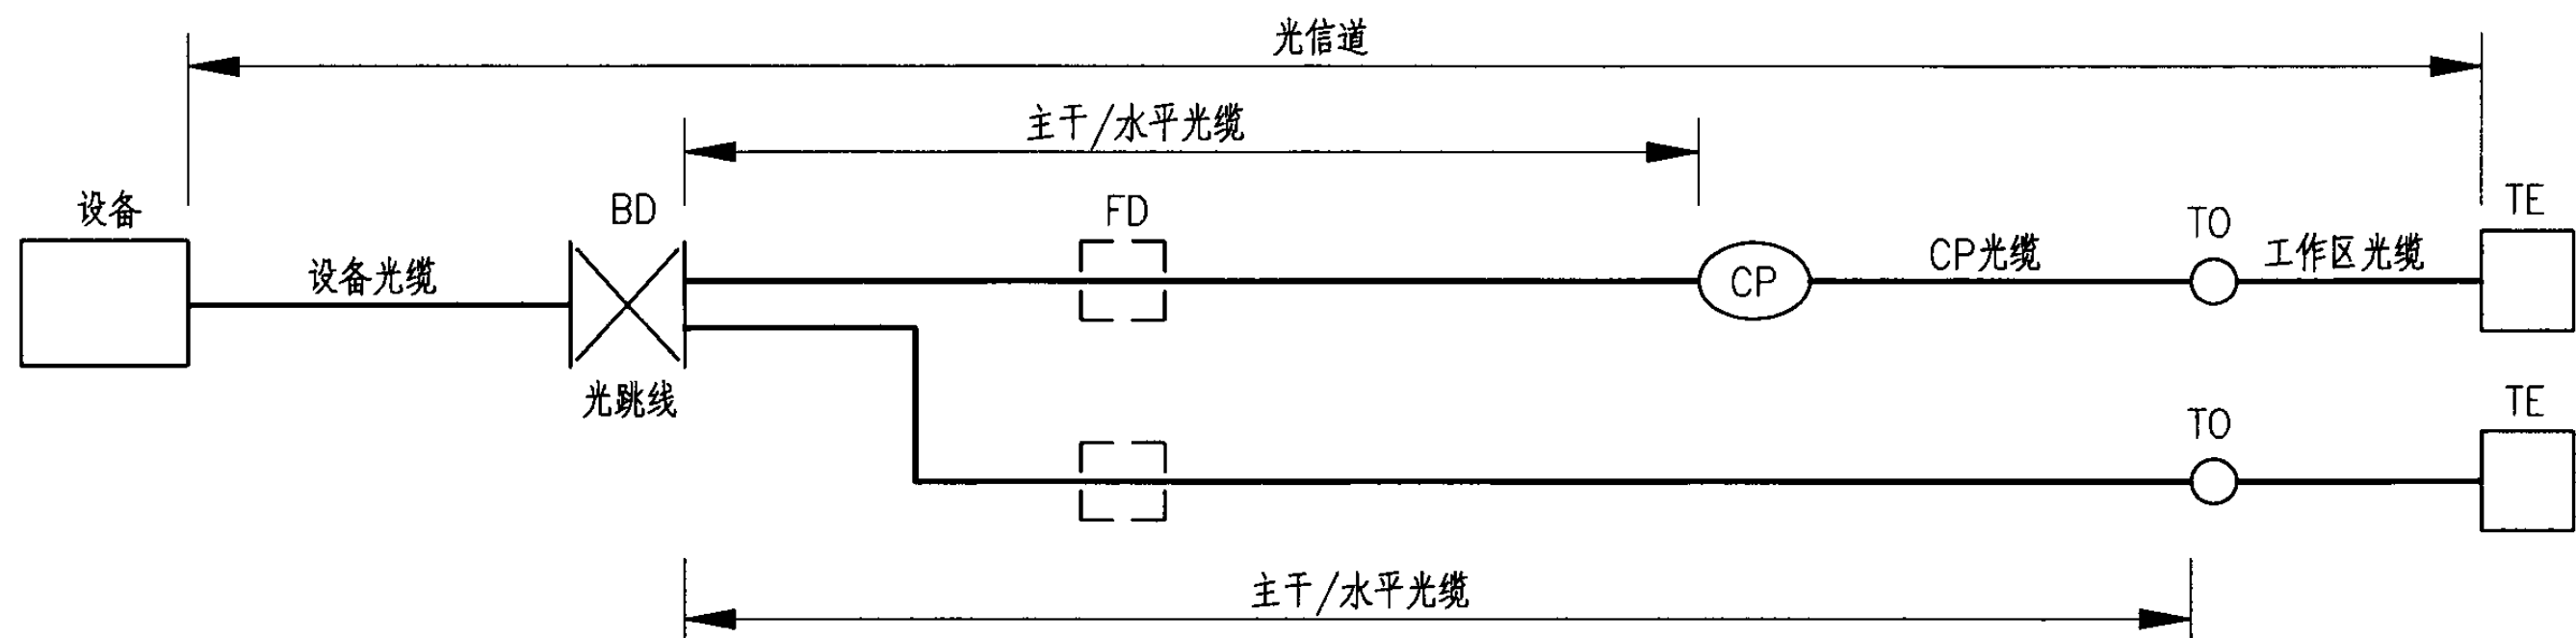 光信道
主干/水平光缆
设备
BD
FD
TO
TE
设备光缆
CP
CP光缆
工作区光缆
光跳线
TO
TE
主干/水平光缆